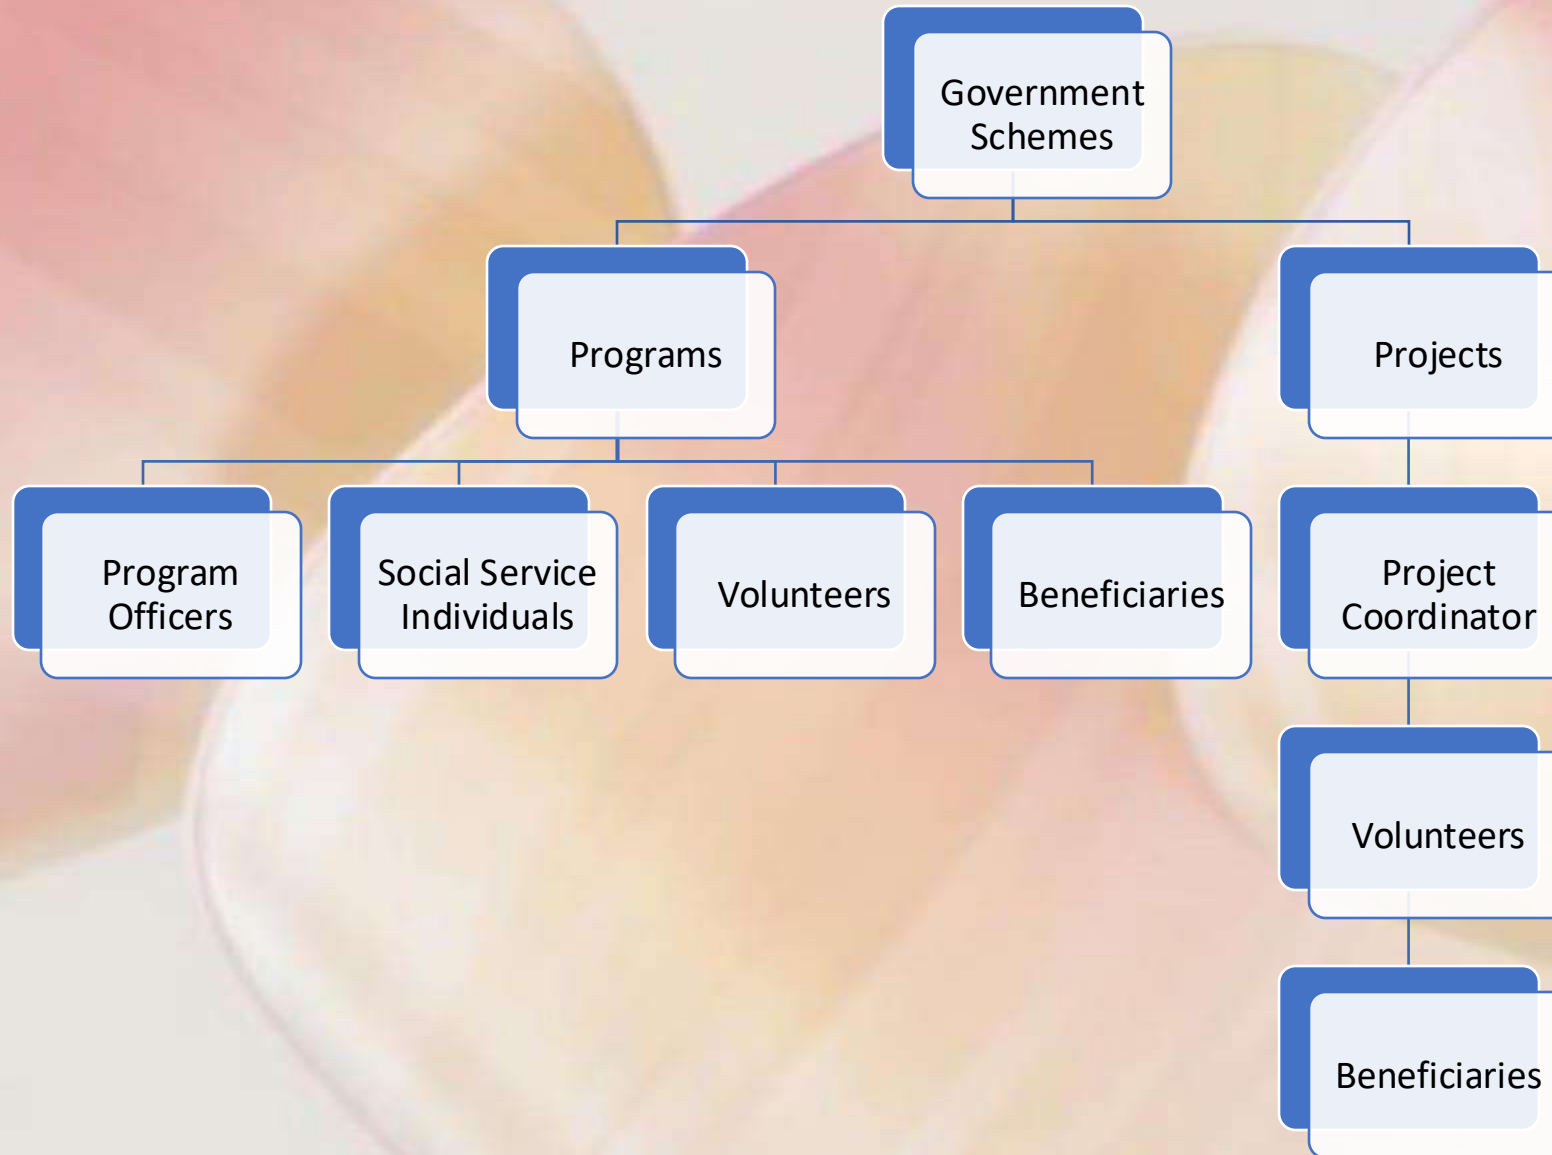 Government
Schemes
Programs
Projects
Program
Officers
Social Service
Individuals
Volunteers
Beneficiaries
Project
Coordinator
Volunteers
Beneficiaries